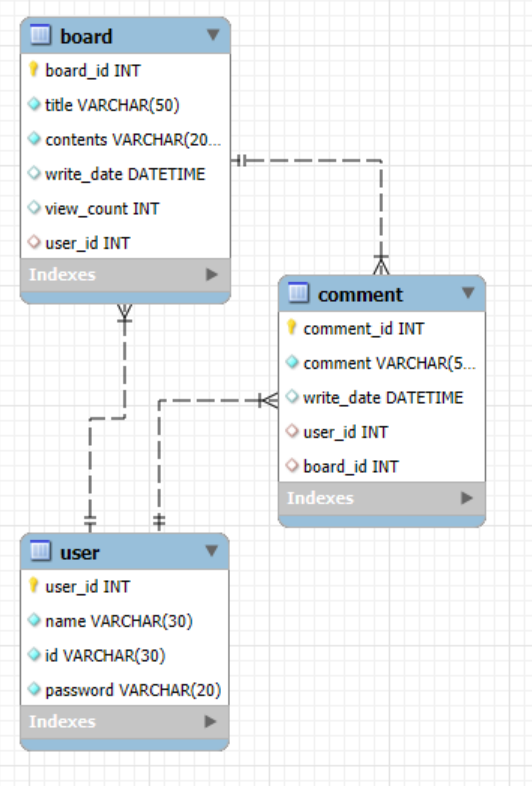 board
board_id INT
title VARCHAR(50)
contents VARCHAR(20...
write_date DATETIME
view_count INT
user_id INT
Indexes
comment
comment_id INT
comment VARCHAR(5...
write_date DATETIME
user_id INT
board_id INT
Indexes
user
user_id INT
name VARCHAR(30)
id VARCHAR(30)
password VARCHAR(20)
Indexes